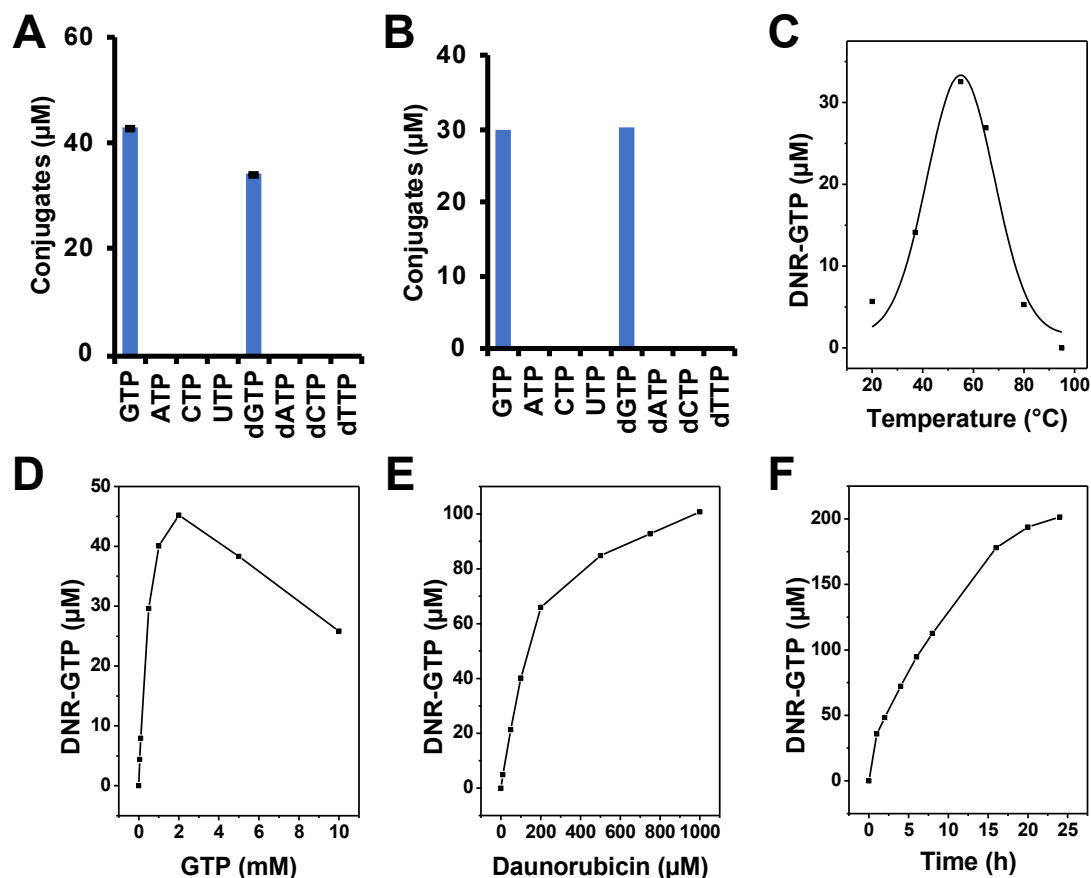 A
Conjugates (µM)
60
40
20
0
GTP
ATP
CTP
UTP
dGTP
dATP
dCTP
dTTP
B
Conjugates (µM)
40
30
20
10
0
GTP
ATP
CTP
UTP
dGTP
dATP
dCTP
dTTP
C
DNR-GTP (µM)
30
15
0
20 40 60 80 100
Temperature (°C)
D
DNR-GTP (µM)
50
40
30
20
10
0
0 2 4 6 8 10
GTP (mM)
E
DNR-GTP (µM)
100
80
60
40
20
0
0 200 400 600 800 1000
Daunorubicin (µM)
F
DNR-GTP (µM)
200
150
100
50
0
0 5 10 15 20 25
Time (h)